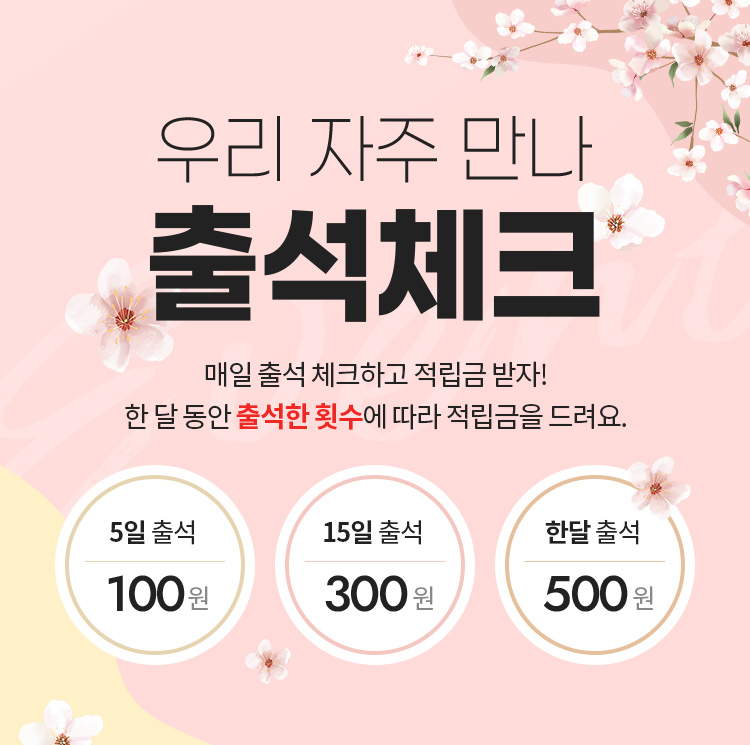 우리 자주 만나
출석체크
매일 출석 체크하고 적립금 받자!
한 달 동안 출석한 횟수에 따라 적립금을 드려요.
5일 출석
100원
15일 출석
300원
한달 출석
500원